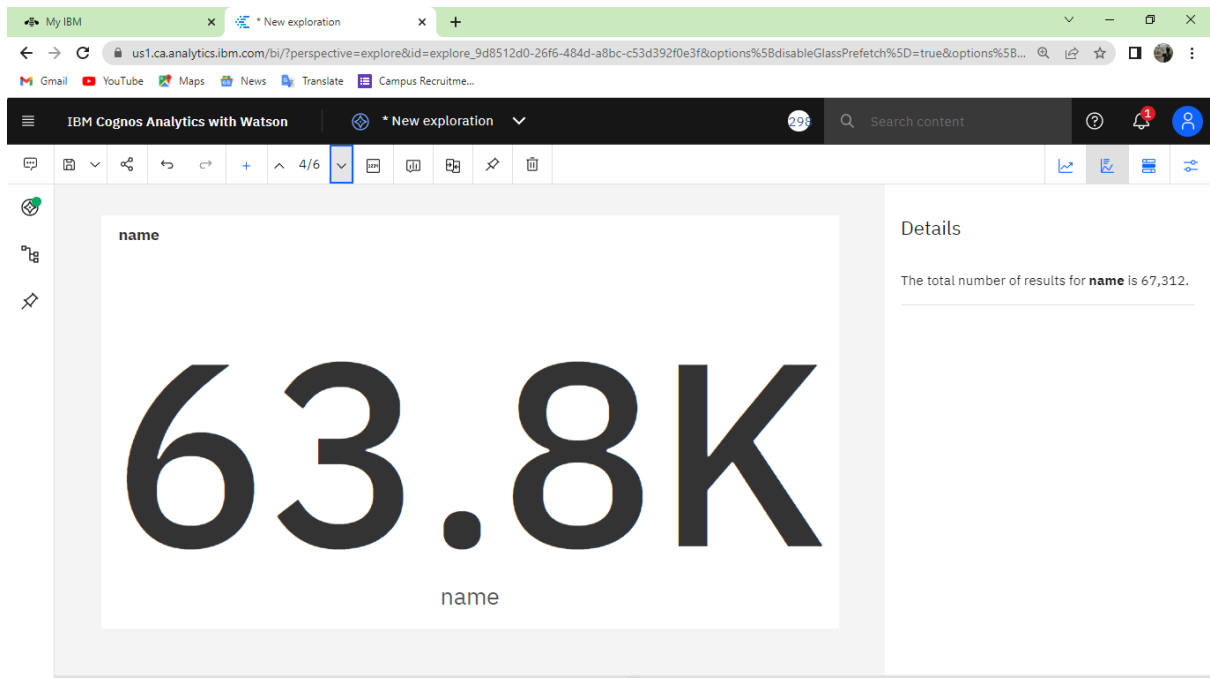 My IBM
* New exploration
us1.ca.analytics.ibm.com/bi/?perspective=explore&id=explore_9d8512d0-26f6-484d-a8bc-c53d392f0e3f&options%5BdisableGlassPrefetch%5D=true&options%5B...
Gmail YouTube Maps News Translate Campus Recruitme...
IBM Cognos Analytics with Watson
* New exploration
298
Search content
1
4/6
name
63.8K
name
Details
The total number of results for name is 67,312.